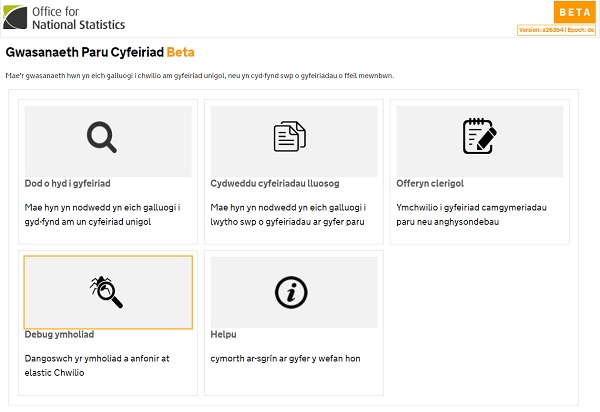 Office for
National Statistics
BETA
Version: a263b4 | Epoch: de
Gwasanaeth Paru Cyfeiriad Beta
Mae'r gwasanaeth hwn yn eich galluogi i chwilio am gyfeiriad unigol, neu yn cyd-fynd swp o gyfeiriadau o ffeil mewnbwn.
Dod o hyd i gyfeiriad
Mae hyn yn nodwedd yn eich galluogi i
gyd-fynd am un cyfeiriad unigol
Cydweddu cyfeiriadau lluosog
Mae hyn yn nodwedd yn eich galluogi i
lwytho swp o gyfeiriadau ar gyfer paru
Offeryn clerigol
Ymchwilio i gyfeiriad camgymeriadau
paru neu anghysondebau
Debug ymholiad
Dangoswch yr ymholiad a anfonir at
elastic Chwilio
Helpu
cymorth ar-sgrîn ar gyfer y wefan hon